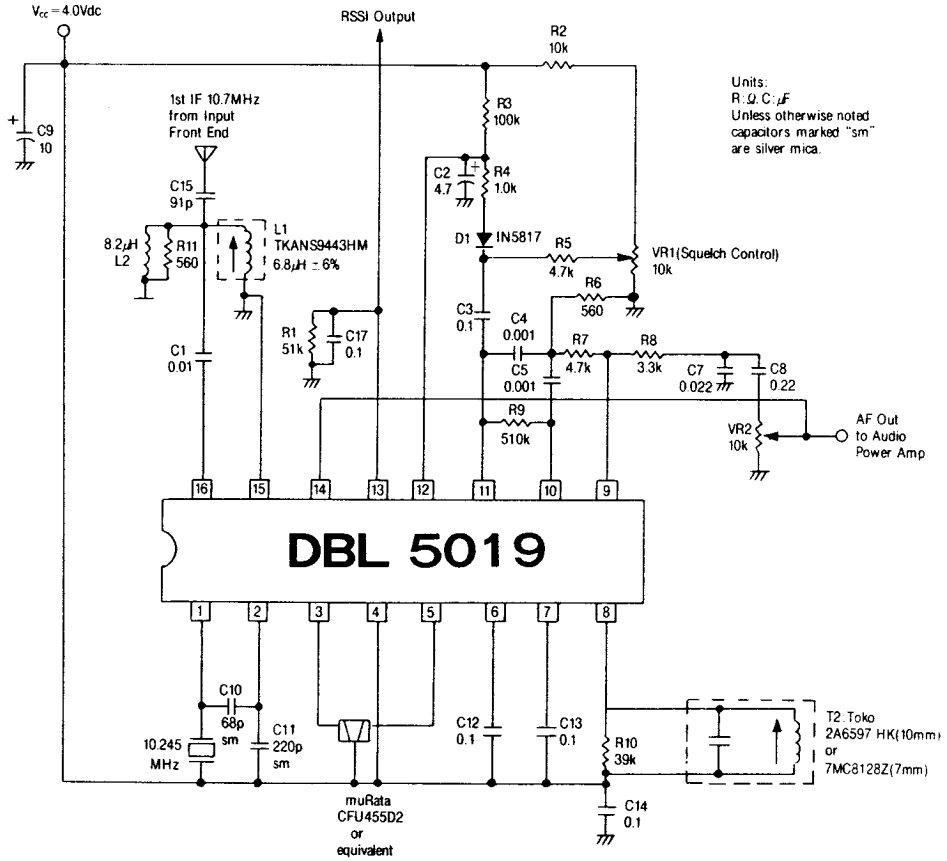 Vcc=4.0Vdc
RSSI Output
R2
10k
Units:
R:Ω. C:μF
Unless otherwise noted
capacitors marked "sm"
are silver mica.
1st IF 10.7MHz
from Input
Front End
+
C9
10
R3
100k
C2
4.7
+
R4
1.0k
C15
91p
D1
IN5817
R5
4.7k
VR1(Squelch Control)
10k
8.2μH
L2
R11
560
L1
TKANS9443HM
6.8μH ±6%
R6
560
C3
0.1
C4
0.001
R1
51k
C17
0.1
C1
0.01
C5
0.001
R7
4.7k
R8
3.3k
C7
0.022
C8
0.22
R9
510k
VR2
10k
AF Out
to Audio
Power Amp
16
15
14
13
12
11
10
9
DBL 5019
1
2
3
4
5
6
7
8
C10
68p
sm
C11
220p
sm
10.245
MHz
C12
0.1
C13
0.1
R10
39k
T2:Toko
2A6597 HK(10mm)
or
7MC8128Z(7mm)
muRata
CFU455D2
or
equivalent
C14
0.1